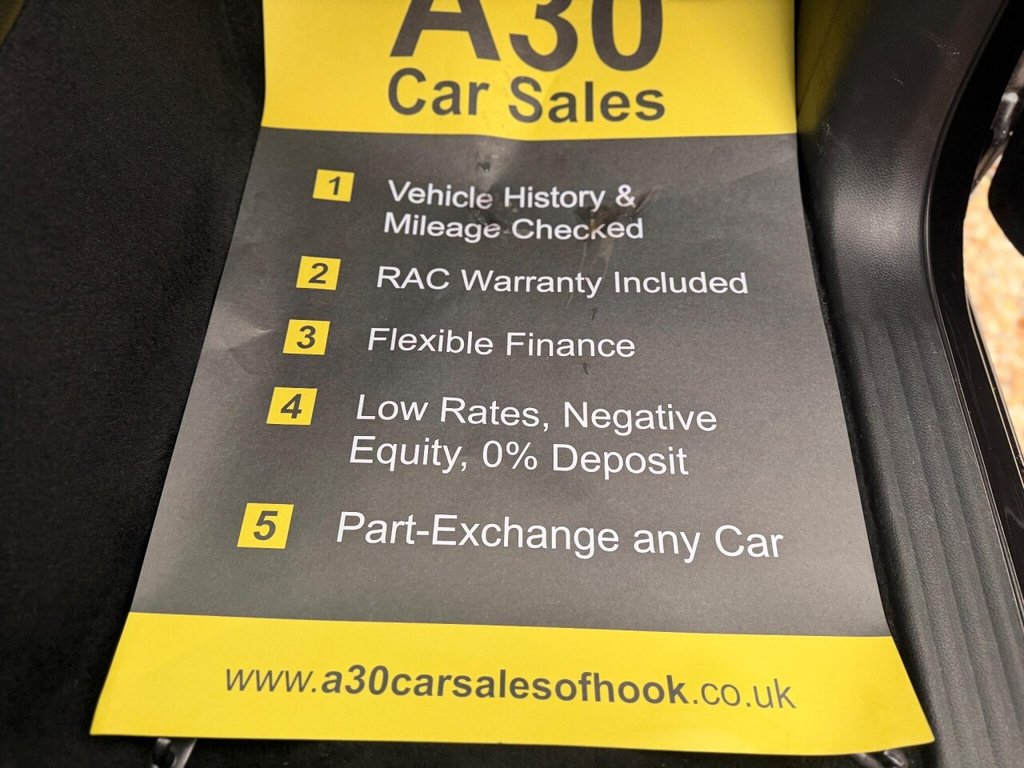 A30
Car Sales
1 Vehicle History &
Mileage Checked
2 RAC Warranty Included
3 Flexible Finance
4 Low Rates, Negative
Equity, 0% Deposit
5 Part-Exchange any Car
www.a30carsalesofhook.co.uk